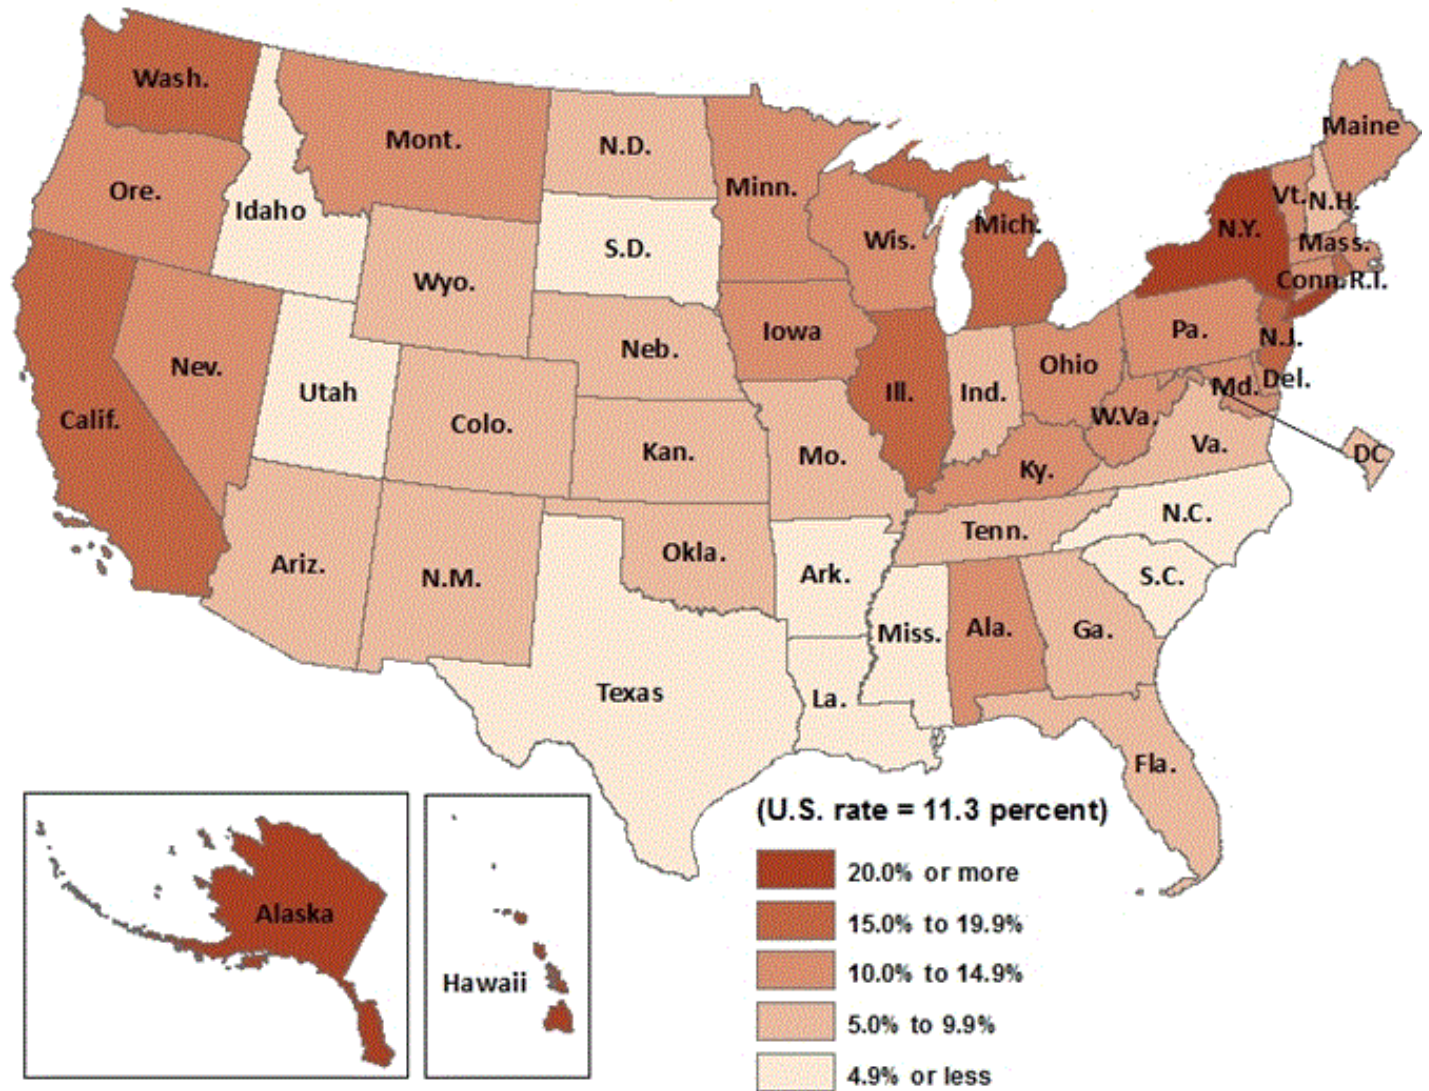 Wash.
Mont.
N.D.
Minn.
Maine
Ore.
Idaho
S.D.
Wis.
Mich.
N.Y.
Vt.
N.H.
Mass.
Conn.
R.I.
Wyo.
Iowa
Pa.
N.J.
Nev.
Utah
Neb.
Ill.
Ind.
Ohio
Md.
Del.
Calif.
Colo.
Kan.
Mo.
W.Va.
Va.
DC
Ky.
Ariz.
N.M.
Okla.
Ark.
Tenn.
N.C.
S.C.
Miss.
Ala.
Ga.
Texas
La.
Fla.
Alaska
Hawaii
(U.S. rate = 11.3 percent)
20.0% or more
15.0% to 19.9%
10.0% to 14.9%
5.0% to 9.9%
4.9% or less